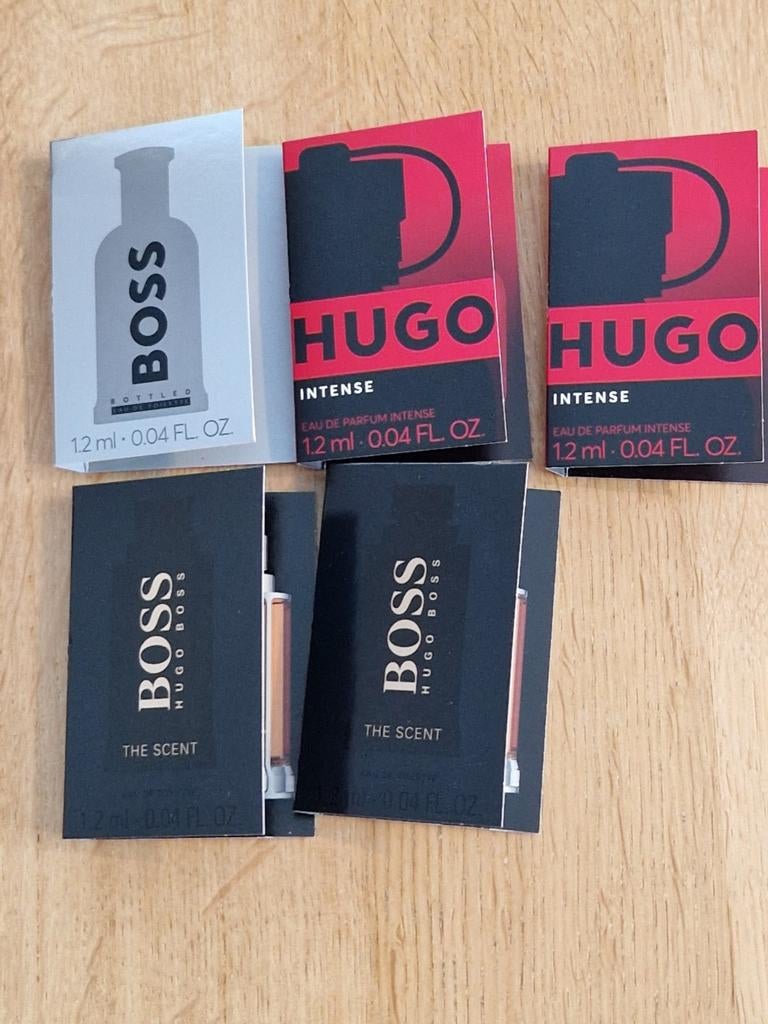 BOSS
BOTTLED
EAU DE TOILETTE
1.2 ml · 0.04 FL. OZ.
HUGO
INTENSE
EAU DE PARFUM INTENSE
1.2 ml · 0.04 FL. OZ.
HUGO
INTENSE
EAU DE PARFUM INTENSE
1.2 ml · 0.04 FL. OZ.
BOSS
HUGO BOSS
THE SCENT
EAU DE TOILETTE
1.2 ml · 0.04 FL. OZ.
BOSS
HUGO BOSS
THE SCENT
EAU DE TOILETTE
1.2 ml · 0.04 FL. OZ.